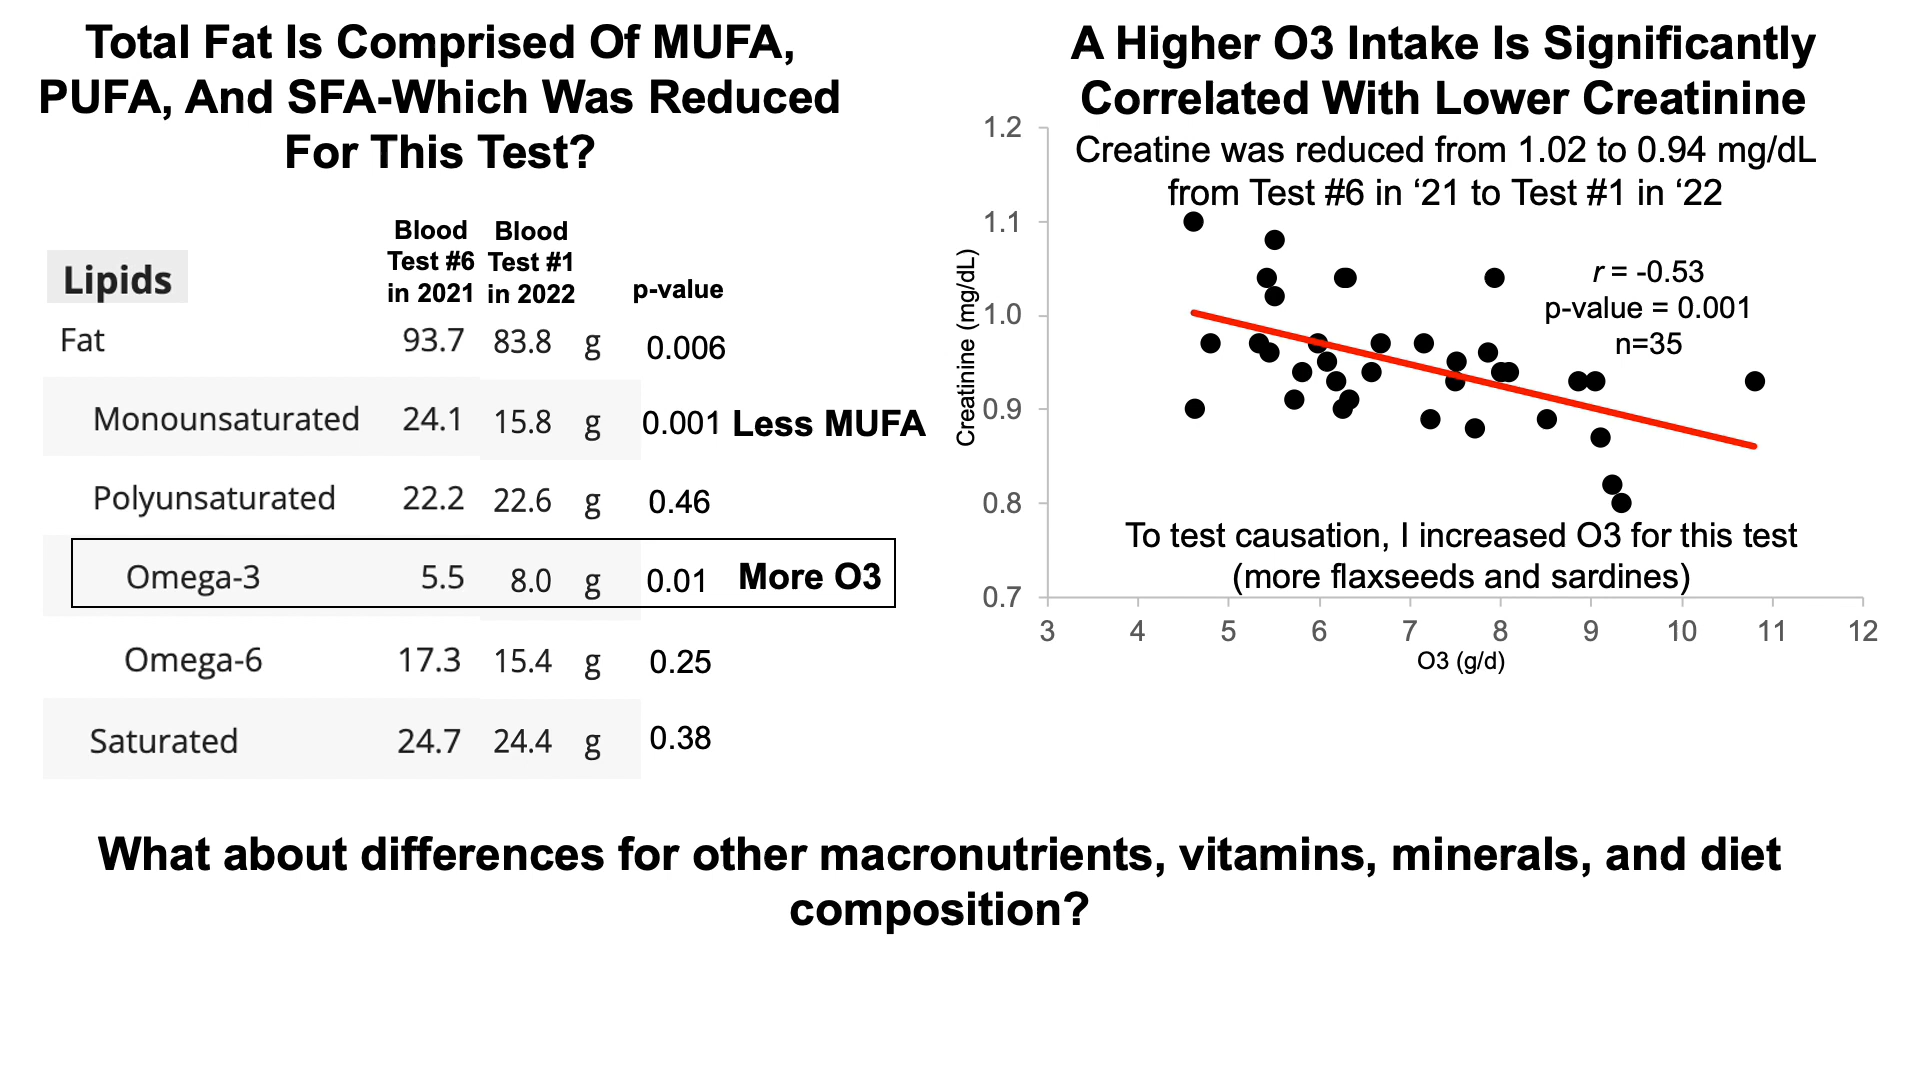 Total Fat Is Comprised Of MUFA,
PUFA, And SFA-Which Was Reduced
For This Test?
Blood Test #6 in 2021
Blood Test #1 in 2022
p-value
Lipids
Fat 93.7 83.8 g 0.006
Monounsaturated 24.1 15.8 g 0.001 Less MUFA
Polyunsaturated 22.2 22.6 g 0.46
Omega-3 5.5 8.0 g 0.01 More O3
Omega-6 17.3 15.4 g 0.25
Saturated 24.7 24.4 g 0.38
A Higher O3 Intake Is Significantly
Correlated With Lower Creatinine
Creatine was reduced from 1.02 to 0.94 mg/dL
from Test #6 in ‘21 to Test #1 in ‘22
r = -0.53
p-value = 0.001
n=35
Creatinine (mg/dL)
1.2
1.1
1.0
0.9
0.8
0.7
To test causation, I increased O3 for this test
(more flaxseeds and sardines)
3 4 5 6 7 8 9 10 11 12
O3 (g/d)
What about differences for other macronutrients, vitamins, minerals, and diet
composition?